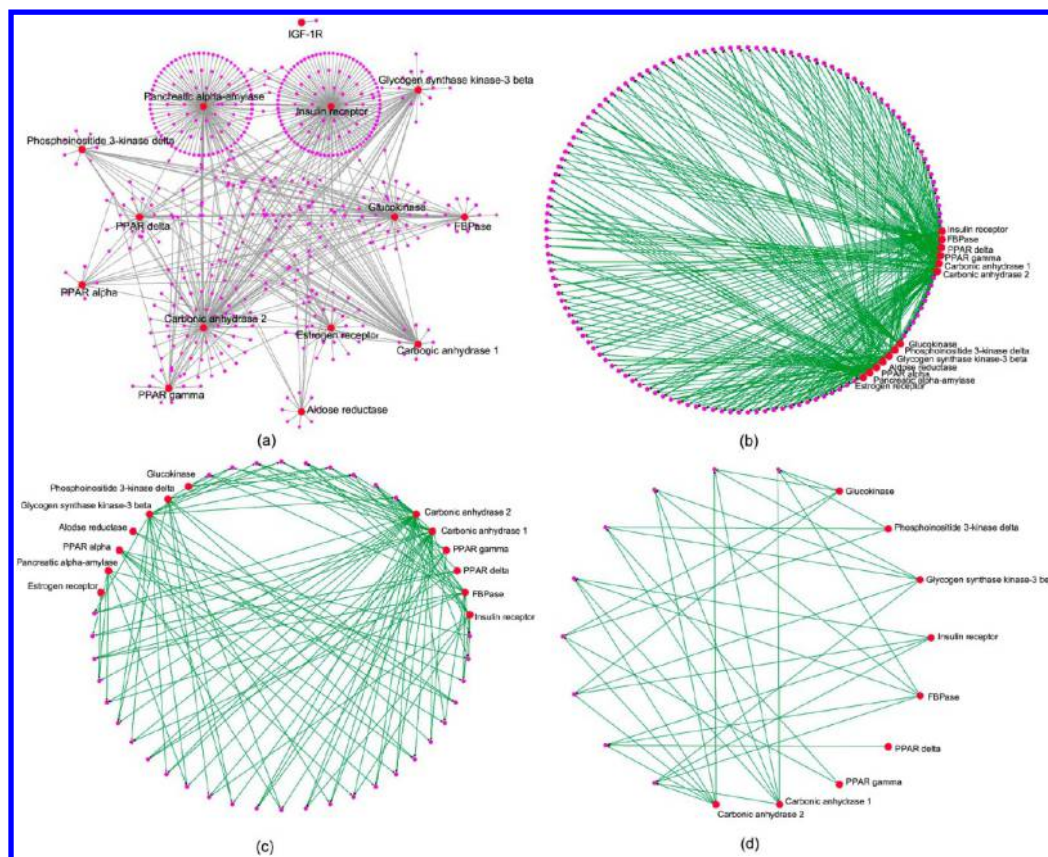 IGF-1R
Glycogen synthase kinase-3 beta
Pancreatic alpha-amylase
Insulin receptor
Phosphoinositide 3-kinase delta
Glucokinase
PPAR delta
FBPase
PPAR alpha
Carbonic anhydrase 2
Estrogen receptor
Carbonic anhydrase 1
PPAR gamma
Aldose reductase
(a)
Insulin receptor
FBPase
PPAR delta
PPAR gamma
Carbonic anhydrase 1
Carbonic anhydrase 2
Glucokinase
Phosphoinositide 3-kinase delta
Glycogen synthase kinase-3 beta
Aldose reductase
PPAR alpha
Pancreatic alpha-amylase
Estrogen receptor
(b)
Glucokinase
Phosphoinositide 3-kinase delta
Glycogen synthase kinase-3 beta
Alodse reductase
PPAR alpha
Pancreatic alpha-amylase
Estrogen receptor
Carbonic anhydrase 2
Carbonic anhydrase 1
PPAR gamma
PPAR delta
FBPase
Insulin receptor
(c)
Glucokinase
Phosphoinositide 3-kinase delta
Glycogen synthase kinase-3 be
Insulin receptor
FBPase
PPAR delta
PPAR gamma
Carbonic anhydrase 1
Carbonic anhydrase 2
(d)